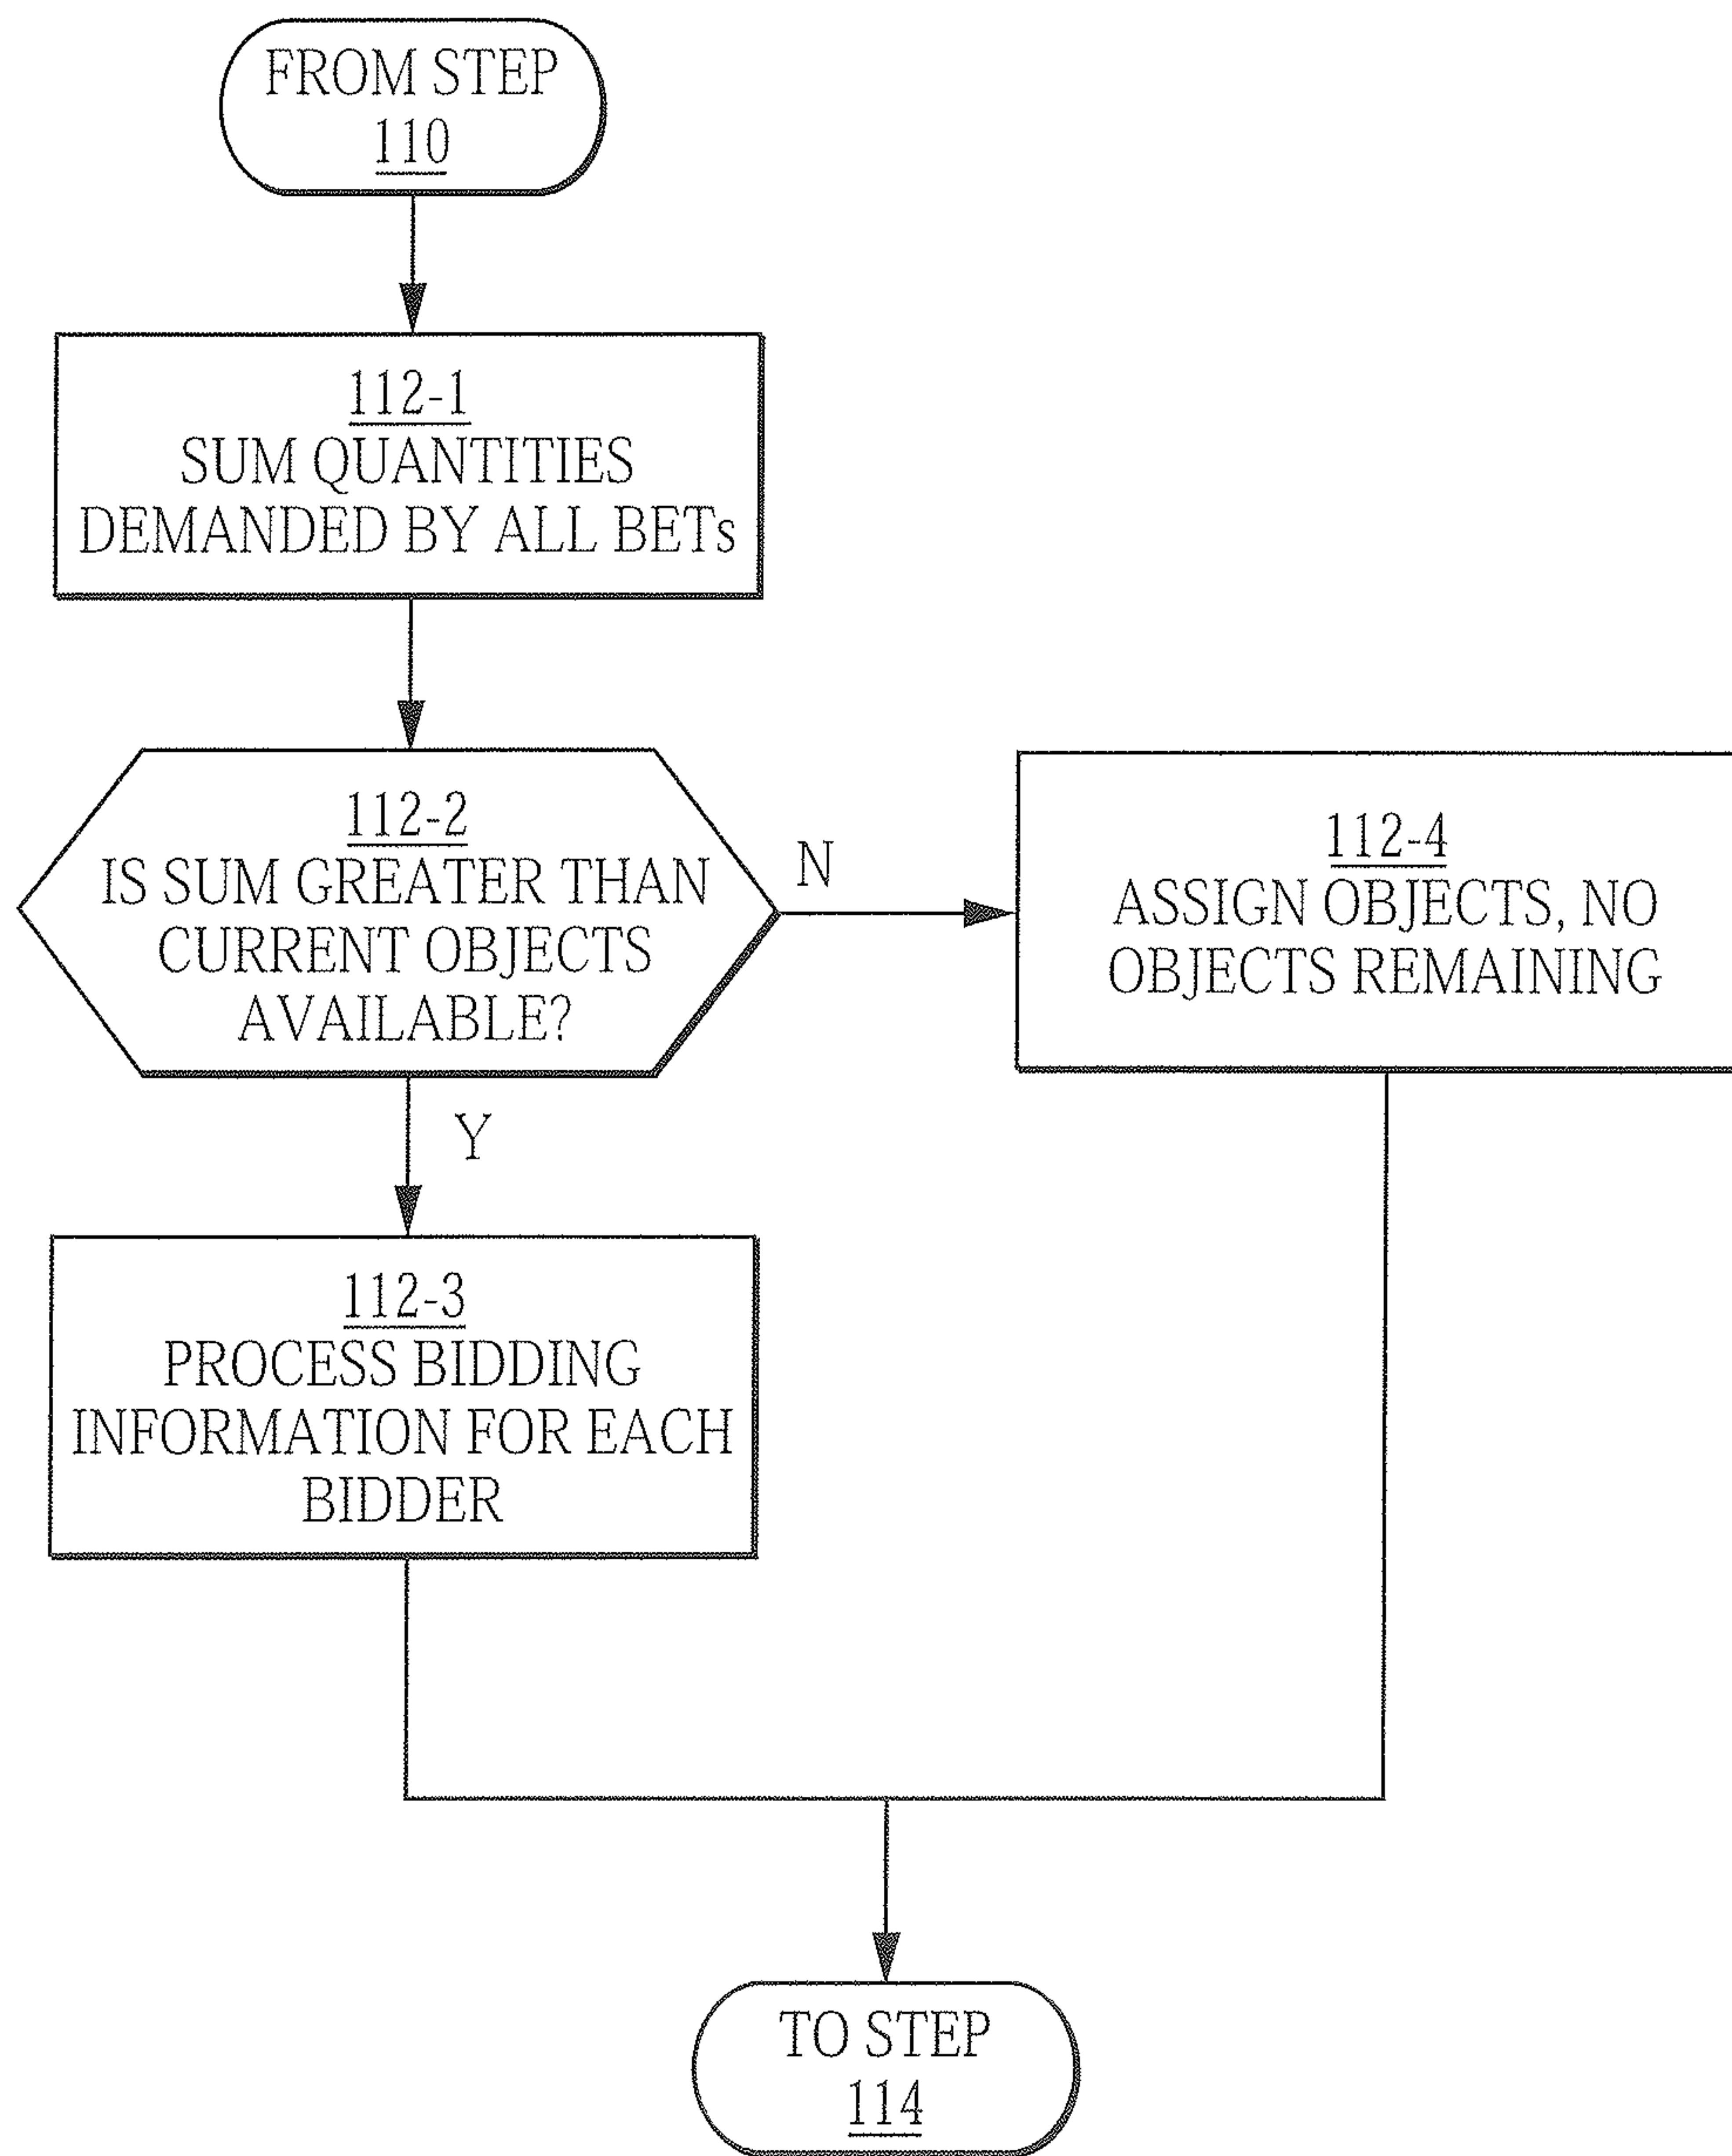 FROM STEP
110
112-1
SUM QUANTITIES
DEMANDED BY ALL BETs
112-2
IS SUM GREATER THAN
CURRENT OBJECTS
AVAILABLE?
N
112-4
ASSIGN OBJECTS, NO
OBJECTS REMAINING
Y
112-3
PROCESS BIDDING
INFORMATION FOR EACH
BIDDER
TO STEP
114